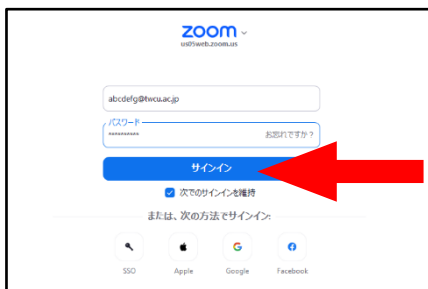 zoom
us05web.zoom.us
abcdefg@twcu.ac.jp
パスワード
**********
お忘れですか？
サインイン
次でのサインインを維持
または、次の方法でサインイン:
SSO Apple Google Facebook